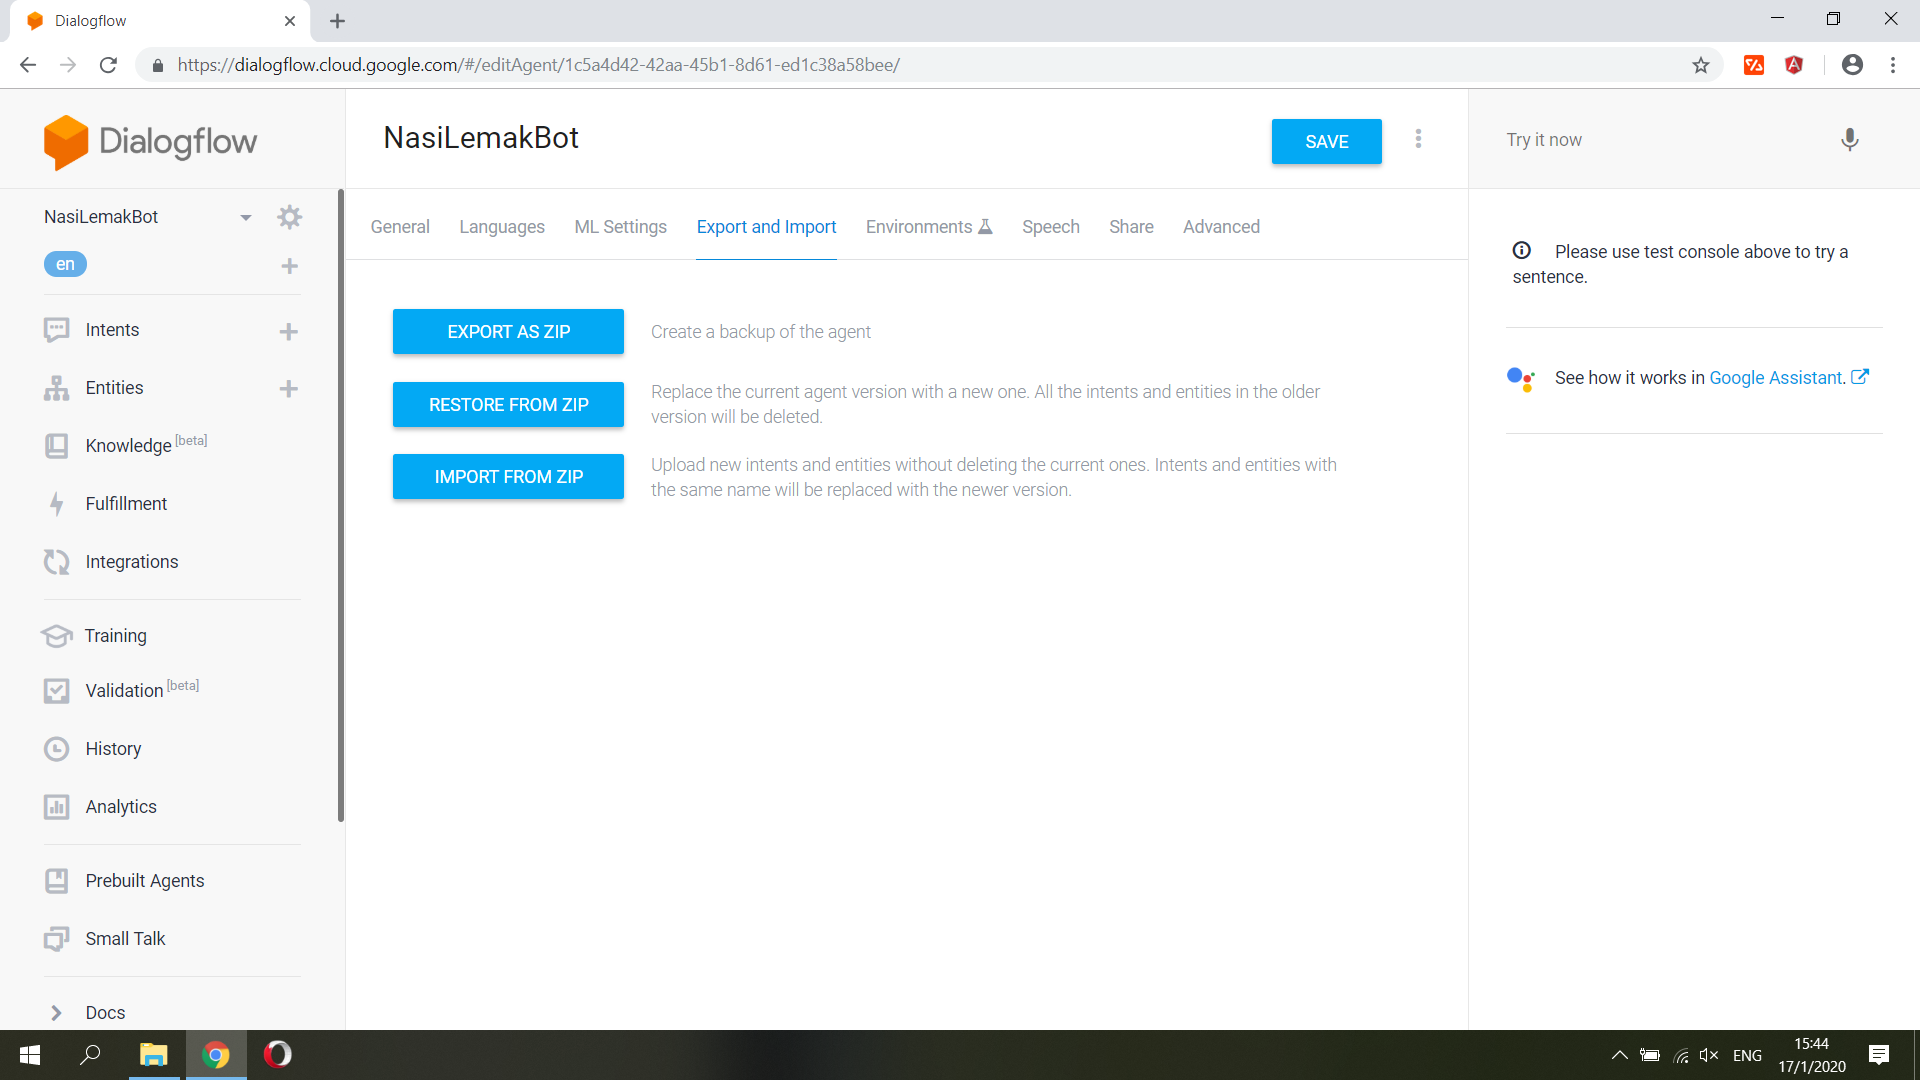 Dialogflow
https://dialogflow.cloud.google.com/#/editAgent/1c5a4d42-42aa-45b1-8d61-ed1c38a58bee/
Dialogflow
NasiLemakBot
en
Intents
Entities
Knowledge [beta]
Fulfillment
Integrations
Training
Validation [beta]
History
Analytics
Prebuilt Agents
Small Talk
Docs
NasiLemakBot
SAVE
General Languages ML Settings Export and Import Environments Speech Share Advanced
EXPORT AS ZIP
Create a backup of the agent
RESTORE FROM ZIP
Replace the current agent version with a new one. All the intents and entities in the older
version will be deleted.
IMPORT FROM ZIP
Upload new intents and entities without deleting the current ones. Intents and entities with
the same name will be replaced with the newer version.
Try it now
Please use test console above to try a
sentence.
See how it works in Google Assistant.
ENG
15:44
17/1/2020